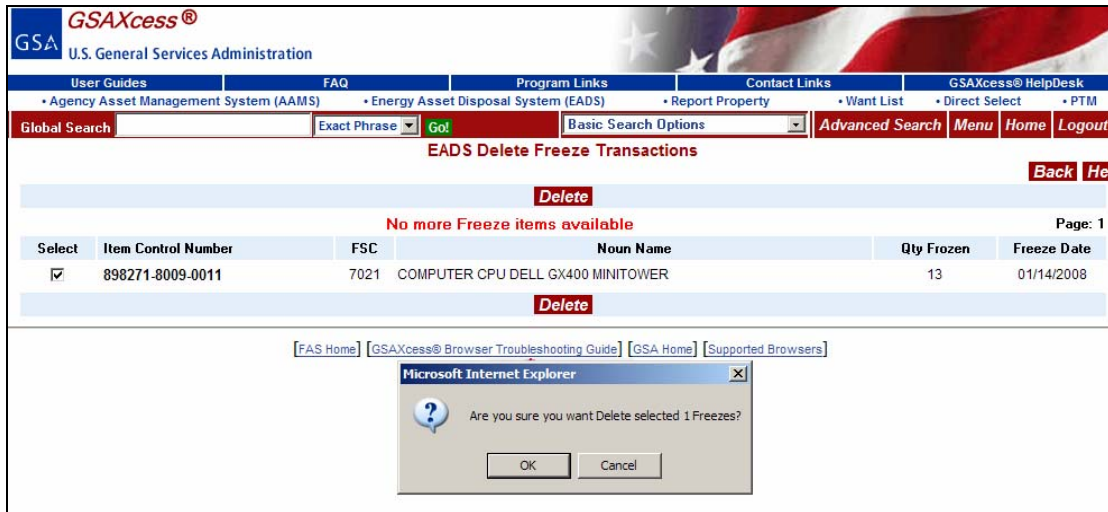 GSAXcess®
GSA
U.S. General Services Administration
User Guides FAQ Program Links Contact Links GSAXcess® HelpDesk
• Agency Asset Management System (AAMS) • Energy Asset Disposal System (EADS) • Report Property • Want List • Direct Select • PTM
Global Search Exact Phrase Go! Basic Search Options Advanced Search Menu Home Logout
EADS Delete Freeze Transactions
Back He
Delete
No more Freeze items available Page: 1
Select Item Control Number FSC Noun Name Qty Frozen Freeze Date
898271-8009-0011 7021 COMPUTER CPU DELL GX400 MINITOWER 13 01/14/2008
Delete
[FAS Home] [GSAXcess® Browser Troubleshooting Guide] [GSA Home] [Supported Browsers]
Microsoft Internet Explorer
Are you sure you want Delete selected 1 Freezes?
OK Cancel